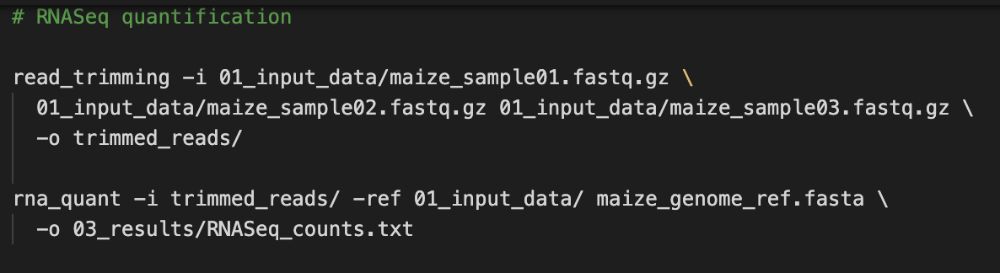 # RNASeq quantification
read_trimming -i 01_input_data/maize_sample01.fastq.gz \
01_input_data/maize_sample02.fastq.gz 01_input_data/maize_sample03.fastq.gz \
-o trimmed_reads/
rna_quant -i trimmed_reads/ -ref 01_input_data/ maize_genome_ref.fasta \
-o 03_results/RNASeq_counts.txt